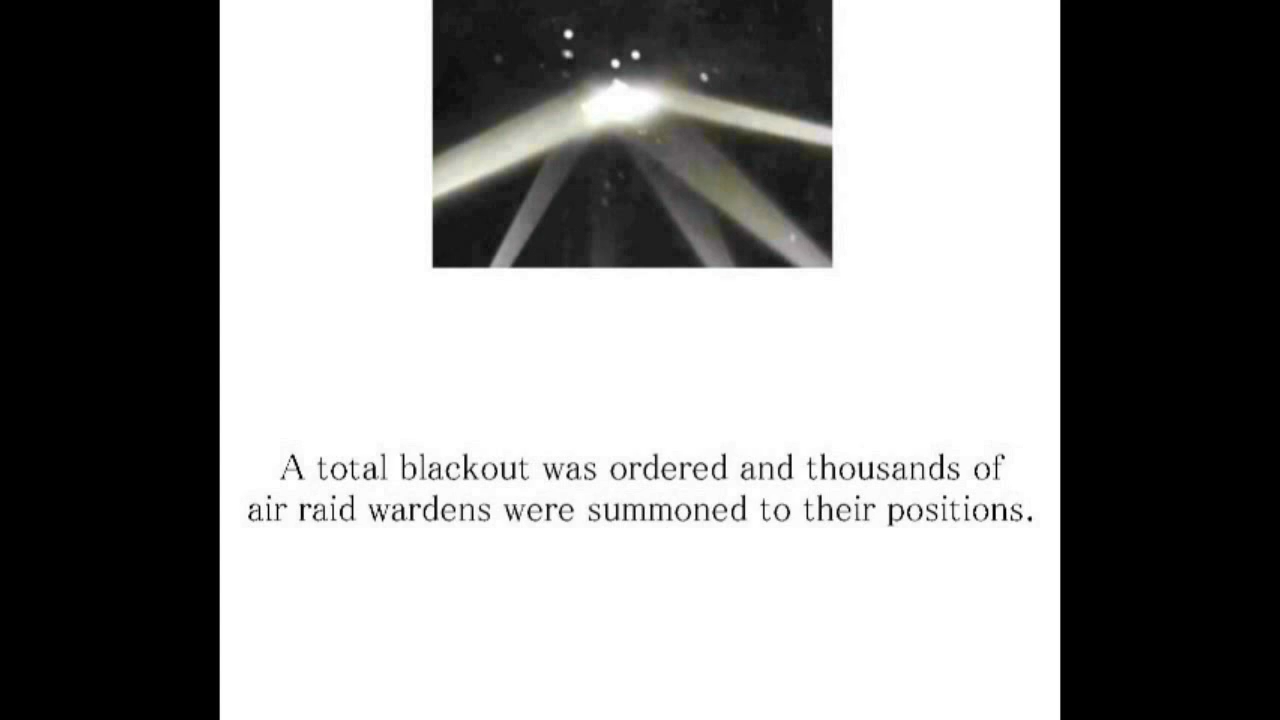 A total blackout was ordered and thousands of
air raid wardens were summoned to their positions.